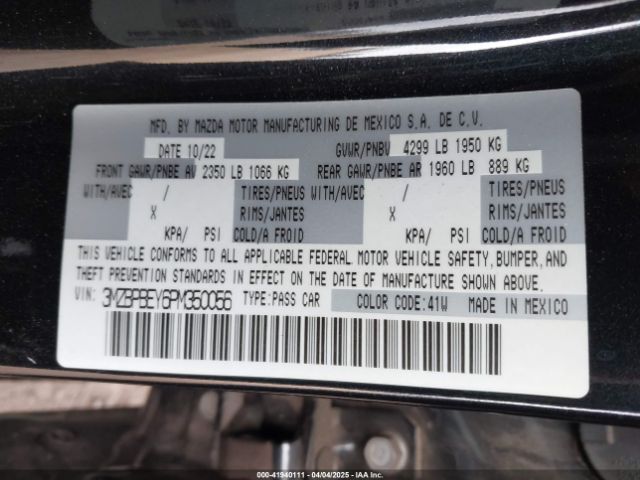 MFD. BY MAZDA MOTOR MANUFACTURING DE MEXICO S.A. DE C.V.
DATE 10/22 GVWR/PNBV 4299 LB 1950 KG
FRONT GAWR/PNBE AV 2350 LB 1066 KG REAR GAWR/PNBE AR 1960 LB 889 KG
WITH/AVEC / TIRES/PNEUS WITH/AVEC / TIRES/PNEUS
X RIMS/JANTES X RIMS/JANTES
KPA/ PSI COLD/A FROID KPA/ PSI COLD/A FROID
THIS VEHICLE CONFORMS TO ALL APPLICABLE FEDERAL MOTOR VEHICLE SAFETY, BUMPER, AND
THEFT PREVENTION STANDARDS IN EFFECT ON THE DATE OF MANUFACTURE SHOWN ABOVE.
3MZBPBEY6PM350056 TYPE:PASS CAR COLOR CODE:41W MADE IN MEXICO
000-41940111 - 04/04/2025 - IAA Inc.